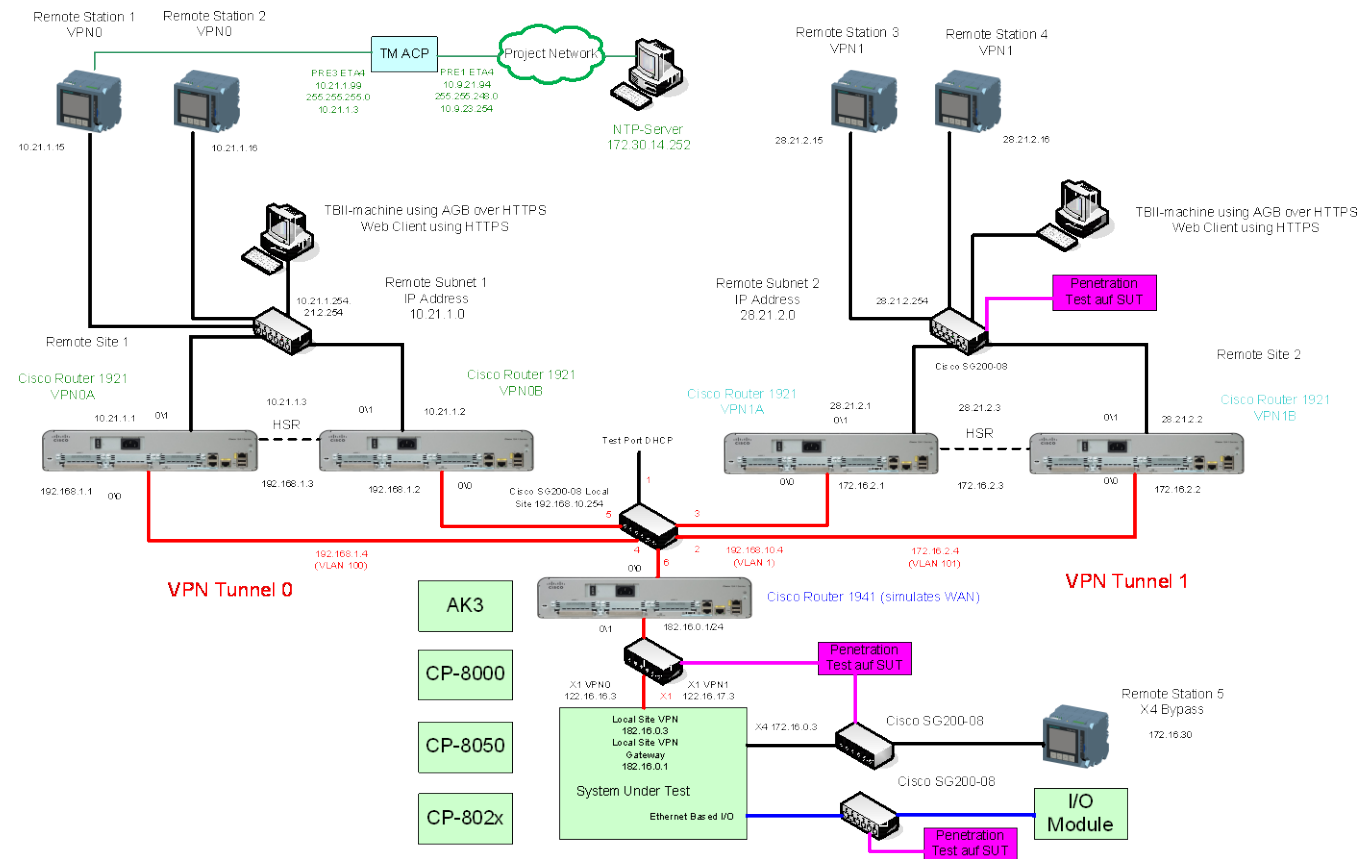 Remote Station 1
VPN0
Remote Station 2
VPN0
TM ACP
Project Network
PRE3 ETA4
10.21.1.99
255.255.255.0
10.21.1.3
PRE1 ETA4
10.9.21.94
255.255.248.0
10.9.23.254
NTP-Server
172.30.14.252
10.21.1.15
10.21.1.16
Remote Station 3
VPN1
Remote Station 4
VPN1
28.21.2.15
28.21.2.16
TBII-machine using AGB over HTTPS
Web Client using HTTPS
TBII-machine using AGB over HTTPS
Web Client using HTTPS
Remote Subnet 1
IP Address
10.21.1.0
10.21.1.254.
21.2.254
Remote Subnet 2
IP Address
28.21.2.0
28.21.2.254
Penetration
Test auf SUT
Cisco SG200-08
Remote Site 1
Remote Site 2
Cisco Router 1921
VPN0A
Cisco Router 1921
VPN0B
Cisco Router 1921
VPN1A
Cisco Router 1921
VPN1B
10.21.1.1
0\1
10.21.1.3
HSR
0\1
10.21.1.2
28.21.2.1
0\1
28.21.2.3
HSR
0\1
28.21.2.2
192.168.1.1
0\0
192.168.1.3
192.168.1.2
0\0
0\0
172.16.2.1
172.16.2.3
0\0
172.16.2.2
Test Port DHCP
1
Cisco SG200-08 Local
Site 192.168.10.254
5
3
4
2
6
192.168.1.4
(VLAN 100)
192.168.10.4
(VLAN 1)
172.16.2.4
(VLAN 101)
VPN Tunnel 0
VPN Tunnel 1
0\0
Cisco Router 1941 (simulates WAN)
0\1
182.16.0.1/24
AK3
CP-8000
CP-8050
CP-802x
X1 VPN0
122.16.16.3
X1
X1 VPN1
122.16.17.3
Penetration
Test auf SUT
Local Site VPN
182.16.0.3
Local Site VPN
Gateway
182.16.0.1
System Under Test
Ethernet Based I/O
X4 172.16.0.3
Cisco SG200-08
Remote Station 5
X4 Bypass
172.16.30
Cisco SG200-08
I/O
Module
Penetration
Test auf SUT